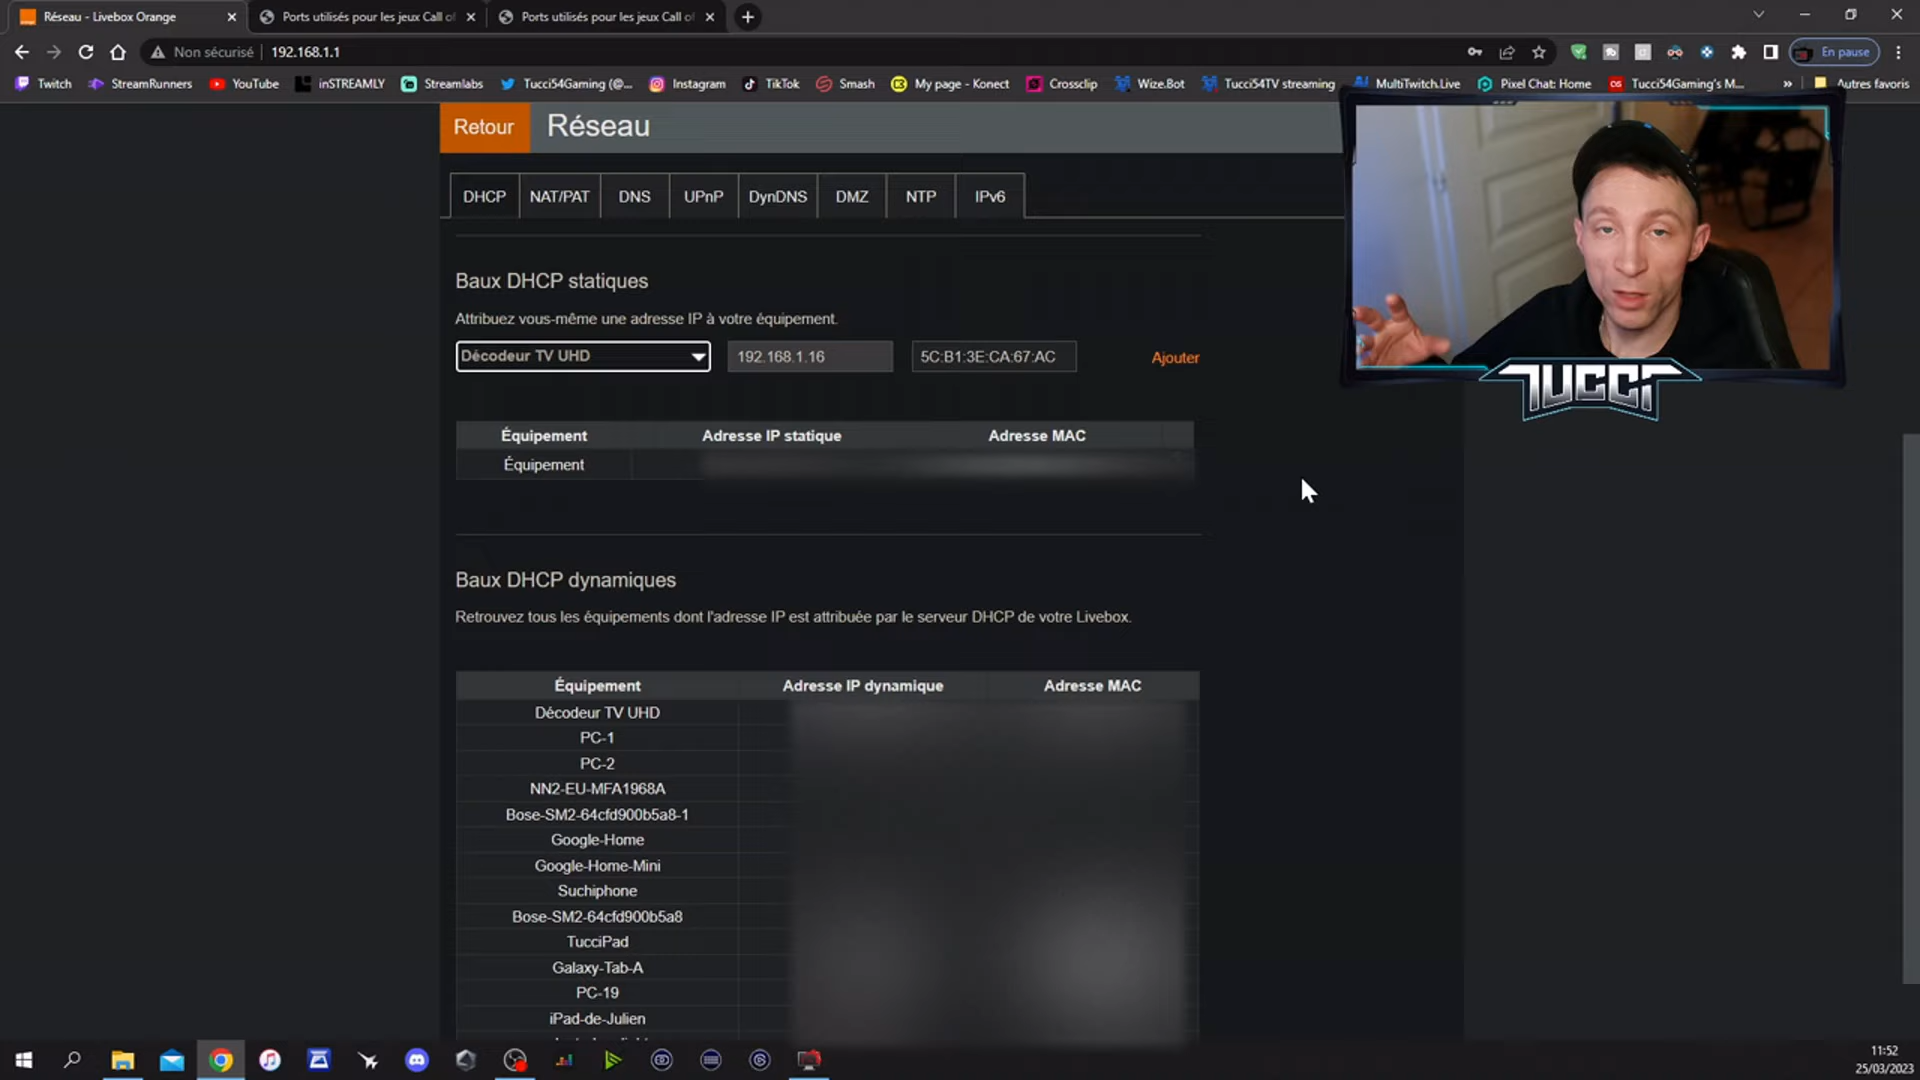 Réseau - Livebox Orange
Ports utilisés pour les jeux Call o
Ports utilisés pour les jeux Call o
Non sécurisé
192.168.1.1
En pause
Twitch
StreamRunners
YouTube
inSTREAMLY
Streamlabs
Tucci54Gaming (@...
Instagram
TikTok
Smash
My page - Konect
Crossclip
Wize.Bot
Tucci54TV streaming
MultiTwitch.Live
Pixel Chat: Home
Tucci54Gaming's M...
»
Autres favoris
Retour
Réseau
DHCP
NAT/PAT
DNS
UPnP
DynDNS
DMZ
NTP
IPv6
TUCCI
Baux DHCP statiques
Attribuez vous-même une adresse IP à votre équipement.
Décodeur TV UHD
192.168.1.16
5C:B1:3E:CA:67:AC
Ajouter
Équipement
Adresse IP statique
Adresse MAC
Équipement
Baux DHCP dynamiques
Retrouvez tous les équipements dont l'adresse IP est attribuée par le serveur DHCP de votre Livebox.
Équipement
Adresse IP dynamique
Adresse MAC
Décodeur TV UHD
PC-1
PC-2
NN2-EU-MFA1968A
Bose-SM2-64cfd900b5a8-1
Google-Home
Google-Home-Mini
Suchiphone
Bose-SM2-64cfd900b5a8
TucciPad
Galaxy-Tab-A
PC-19
iPad-de-Julien
11:52
25/03/2023